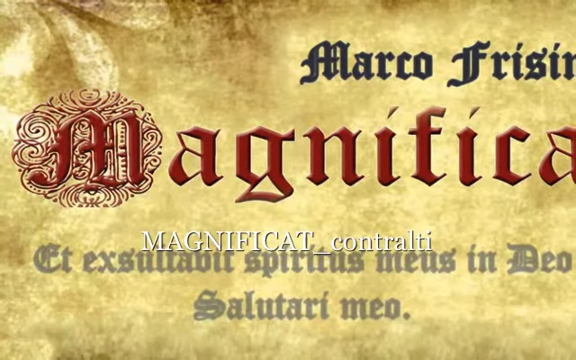 Marco Frisin
Magnifica
MAGNIFICAT_contralti
Et exsultavit spiritus meus in Deo
Salutari meo.